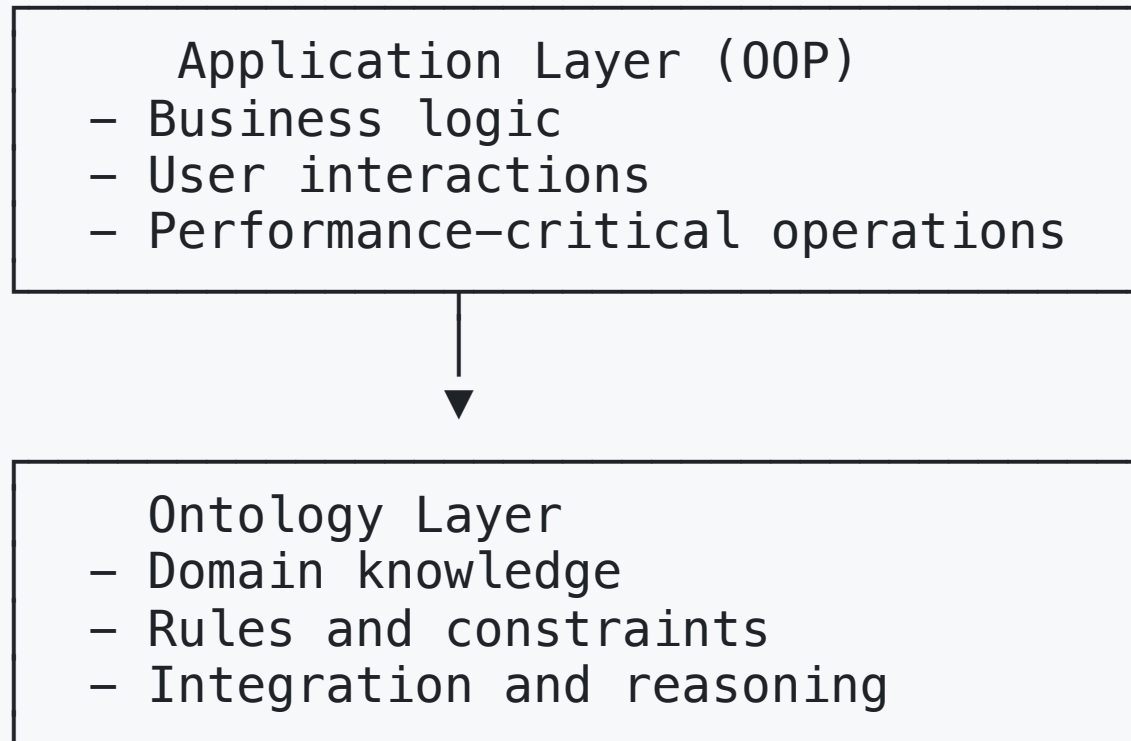 Application Layer (OOP)
- Business logic
- User interactions
- Performance-critical operations
Ontology Layer
- Domain knowledge
- Rules and constraints
- Integration and reasoning